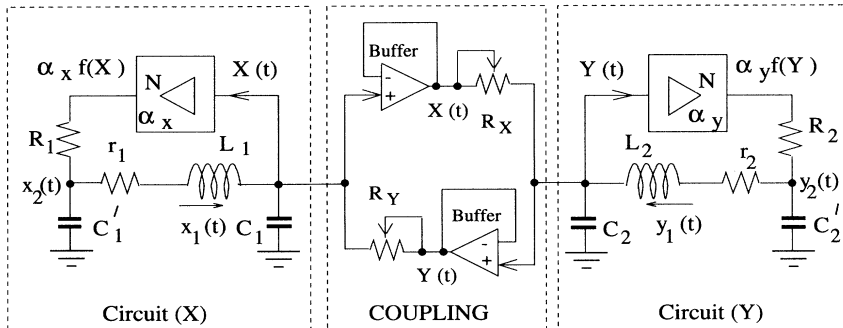 α x f(X)
N
α x
X (t)
R 1
r 1
L 1
x 2 (t)
C 1 ′
x 1 (t)
C 1
Circuit (X)
Buffer
-
+
X (t)
R X
R Y
Buffer
-
+
Y (t)
COUPLING
Y (t)
N
α y
α y f(Y)
R 2
L 2
r 2
y 2 (t)
C 2
y 1 (t)
C 2 ′
Circuit (Y)